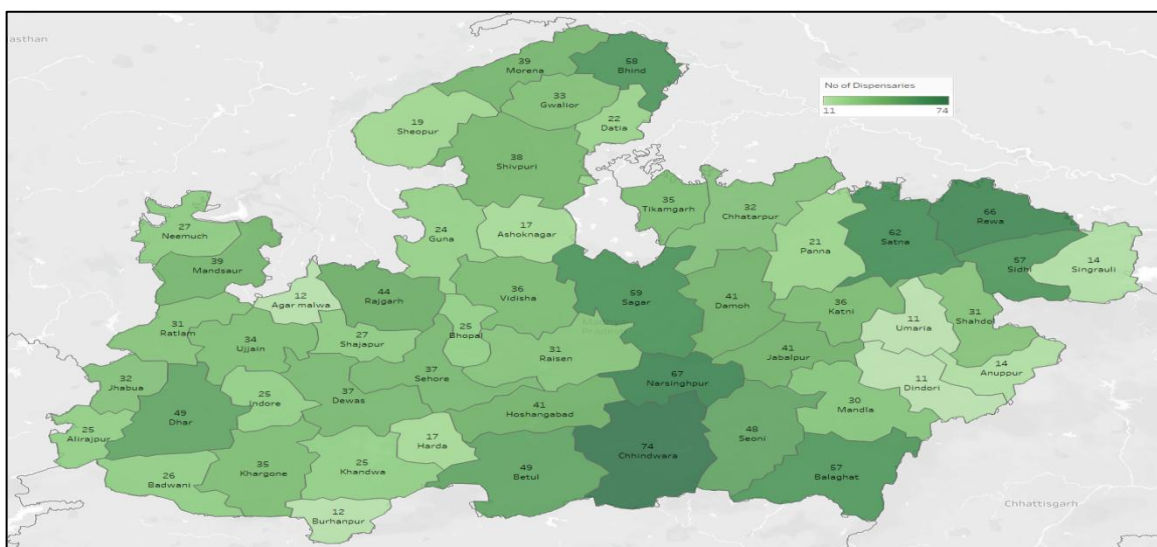 asthan
39
Morena
58
Bhind
33
Gwalior
19
Sheopur
22
Datia
38
Shivpuri
No of Dispensaries
11 74
27
Neemuch
39
Mandsaur
24
Guna
17
Ashoknagar
35
Tikamgarh
32
Chhatarpur
21
Panna
62
Satna
66
Rewa
57
Sidhi
14
Singrauli
12
Agar malwa
44
Rajgarh
36
Vidisha
59
Sagar
41
Damoh
36
Katni
11
Umaria
31
Shahdol
31
Ratlam
34
Ujjain
27
Shajapur
25
Bhopal
31
Raisen
41
Jabalpur
14
Anuppur
11
Dindori
32
Jhabua
25
Indore
37
Dewas
37
Sehore
67
Narsinghpur
30
Mandla
49
Dhar
41
Hoshangabad
25
Alirajpur
26
Badwani
35
Khargone
25
Khandwa
17
Harda
49
Betul
74
Chhindwara
48
Seoni
57
Balaghat
12
Burhanpur
Chhattisgarh